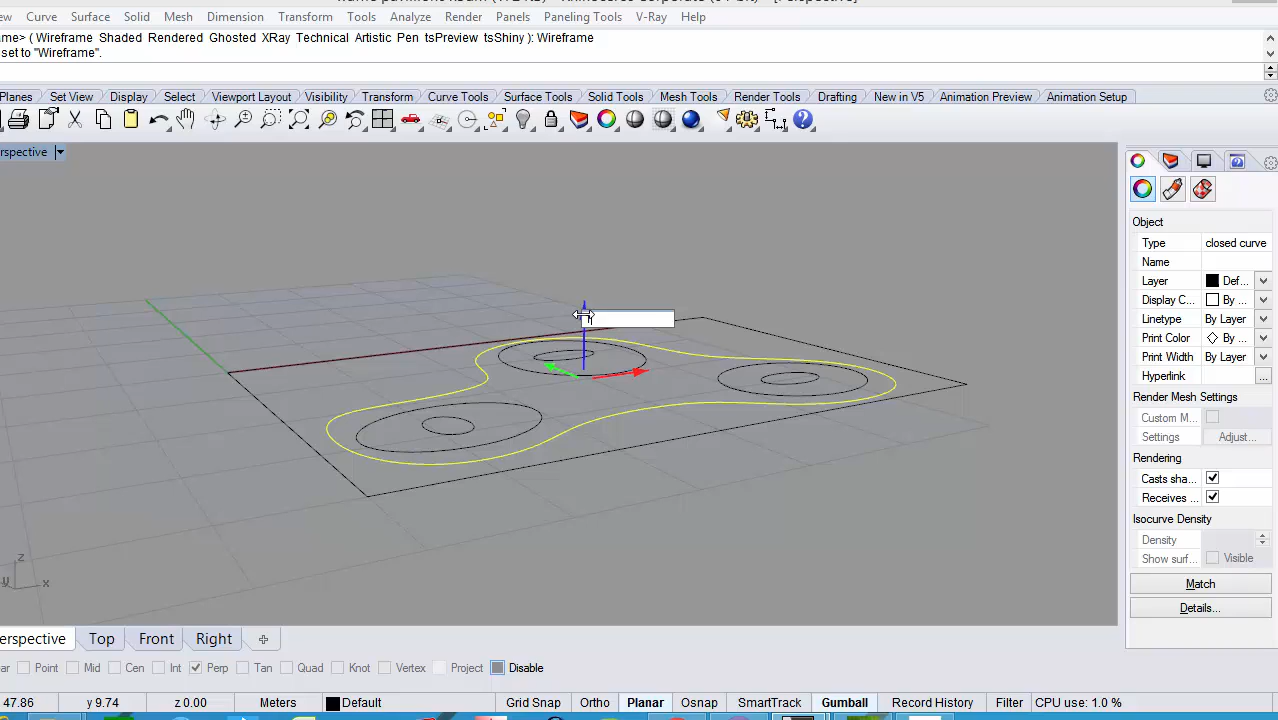 Curve Surface Solid Mesh Dimension Transform Tools Analyze Render Panels Paneling Tools V-Ray Help
( Wireframe Shaded Rendered Ghosted XRay Technical Artistic Pen tsPreview tsShiny ): Wireframe
set to "Wireframe".
Planes Set View Display Select Viewport Layout Visibility Transform Curve Tools Surface Tools Solid Tools Mesh Tools Render Tools Drafting New in V5 Animation Preview Animation Setup
Object
Type closed curve
Name
Layer Def...
Display C... By ...
Linetype By Layer
Print Color By ...
Print Width By Layer
Hyperlink ...
Render Mesh Settings
Custom M...
Settings Adjust...
Rendering
Casts sha...
Receives ...
Isocurve Density
Density
Show surf... Visible
Match
Details...
z
y x
Top Front Right
Point Mid Cen Int Perp Tan Quad Knot Vertex Project Disable
47.86 y 9.74 z 0.00 Meters Default Grid Snap Ortho Planar Osnap SmartTrack Gumball Record History Filter CPU use: 1.0 %